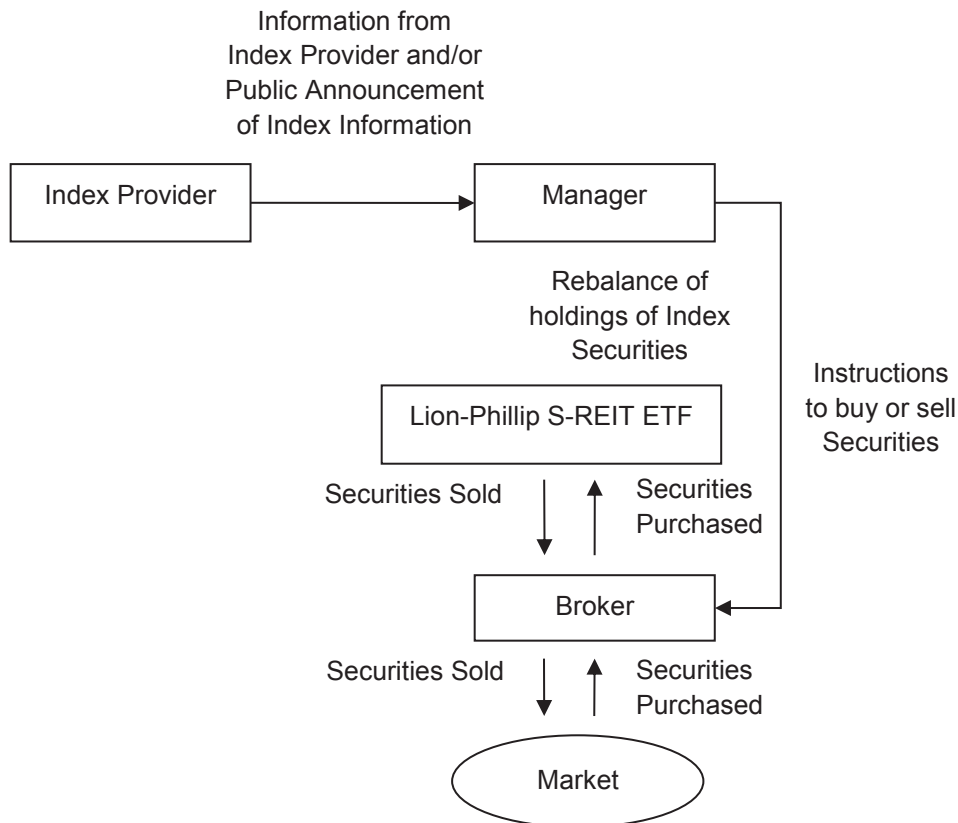 Information from
Index Provider and/or
Public Announcement
of Index Information
Index Provider
Manager
Rebalance of
holdings of Index
Securities
Instructions
to buy or sell
Securities
Lion-Phillip S-REIT ETF
Securities Sold
Securities
Purchased
Broker
Securities Sold
Securities
Purchased
Market